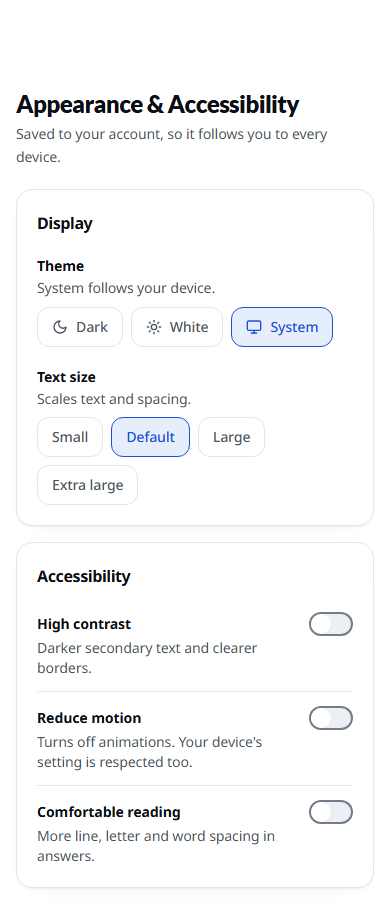 Appearance & Accessibility
Saved to your account, so it follows you to every
device.
Display
Theme
System follows your device.
Dark
White
System
Text size
Scales text and spacing.
Small
Default
Large
Extra large
Accessibility
High contrast
Darker secondary text and clearer
borders.
Reduce motion
Turns off animations. Your device's
setting is respected too.
Comfortable reading
More line, letter and word spacing in
answers.